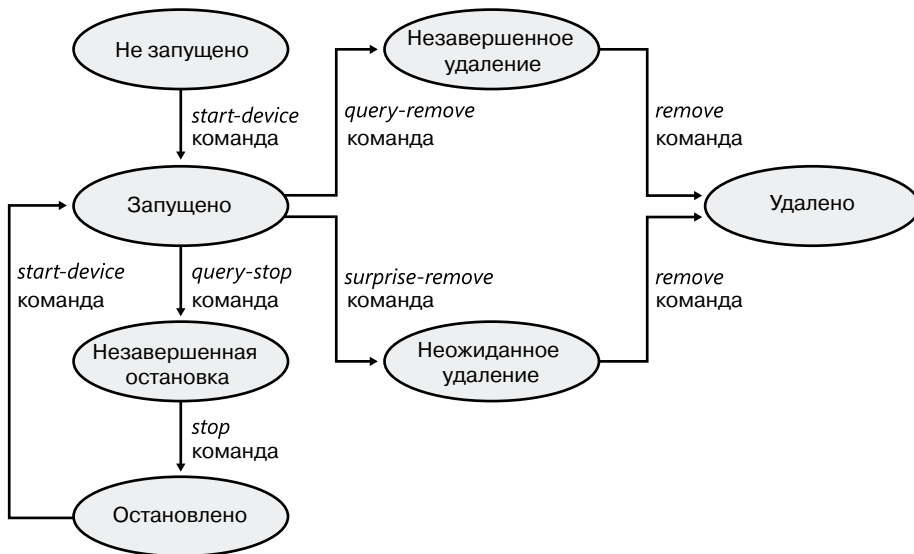 Не запущено
start-device
команда
Незавершенное
удаление
query-remove
команда
remove
команда
Запущено
Удалено
start-device
команда
query-stop
команда
surprise-remove
команда
remove
команда
Незавершенная
остановка
Неожиданное
удаление
stop
команда
Остановлено